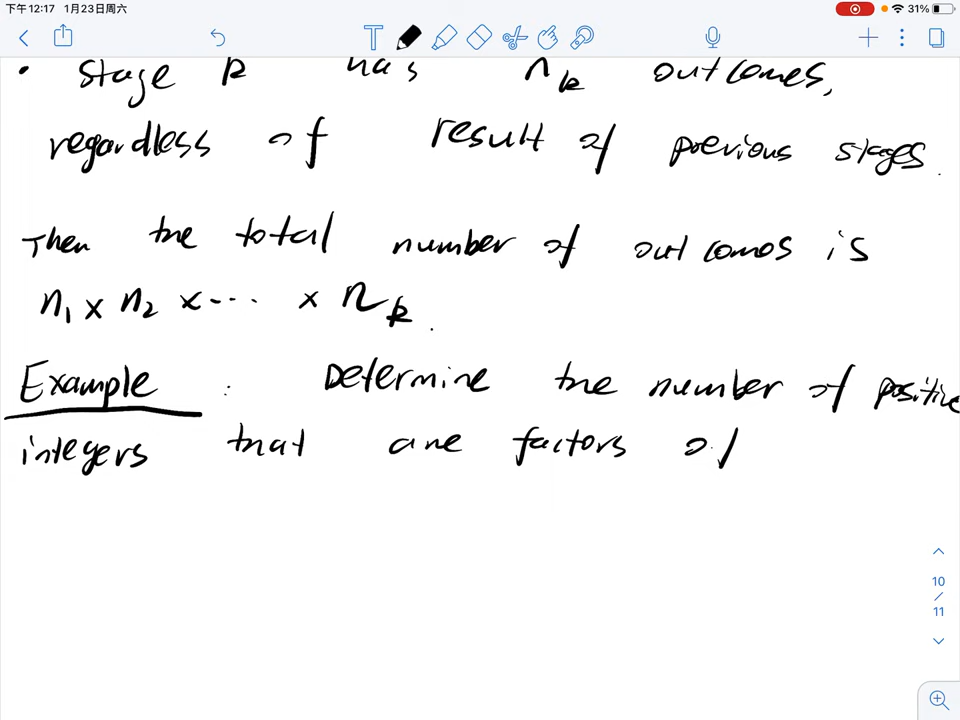 下午12:17 1月23日周六
31%
• stage k has nₖ outcomes,
regardless of result of previous stages.
Then the total number of outcomes is
n₁ × n₂ × ⋯ × nₖ.
Example : Determine the number of positive
integers that are factors of
10
/
11